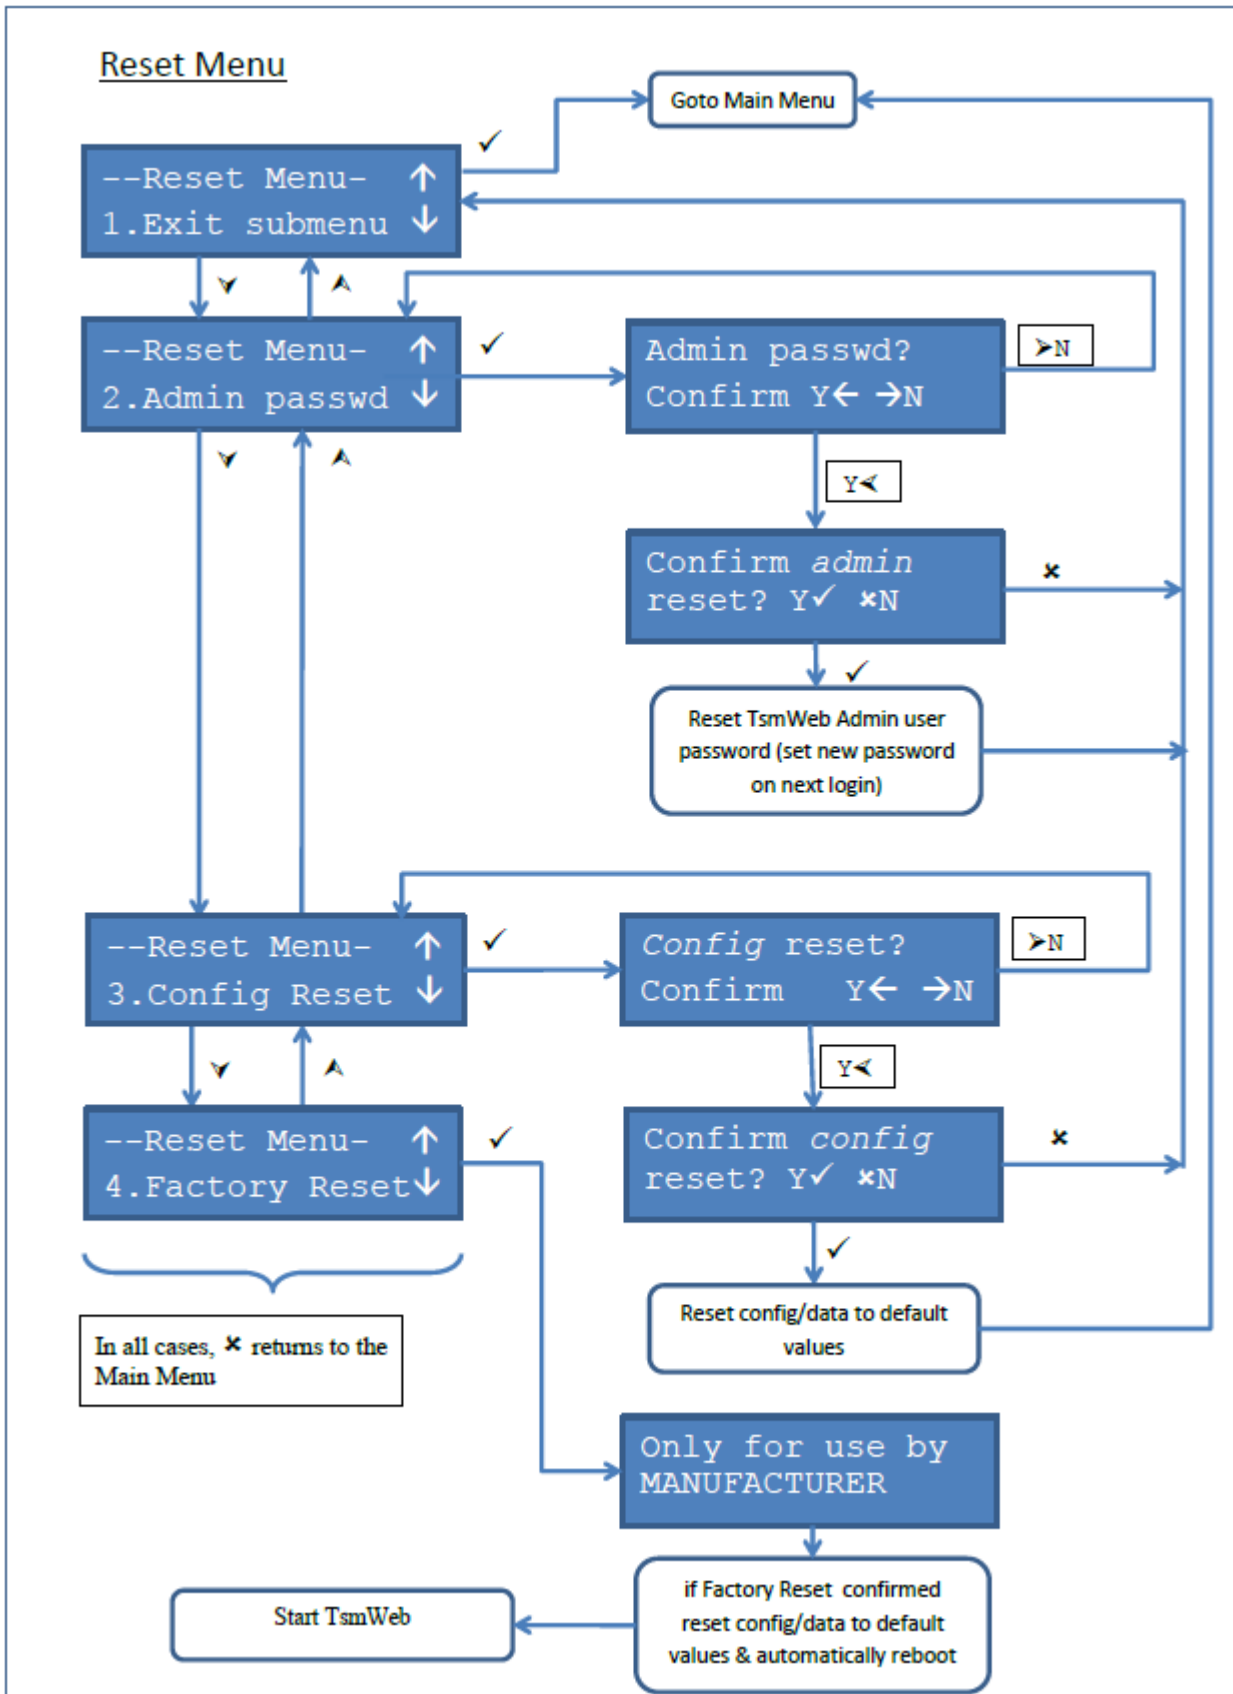 Reset Menu
Goto Main Menu
✓
--Reset Menu- ↑
1.Exit submenu ↓
⮟ ⮝
--Reset Menu- ↑
2.Admin passwd ↓
✓
Admin passwd?
Confirm Y← →N
➢N
⮟ ⮝
Y⮜
Confirm admin
reset? Y✓ ×N
×
✓
Reset TsmWeb Admin user
password (set new password
on next login)
--Reset Menu- ↑
3.Config Reset ↓
✓
Config reset?
Confirm Y← →N
➢N
⮟ ⮝
Y⮜
--Reset Menu- ↑
4.Factory Reset↓
✓
Confirm config
reset? Y✓ ×N
×
✓
Reset config/data to default
values
In all cases, × returns to the
Main Menu
Only for use by
MANUFACTURER
if Factory Reset confirmed
reset config/data to default
values & automatically reboot
Start TsmWeb